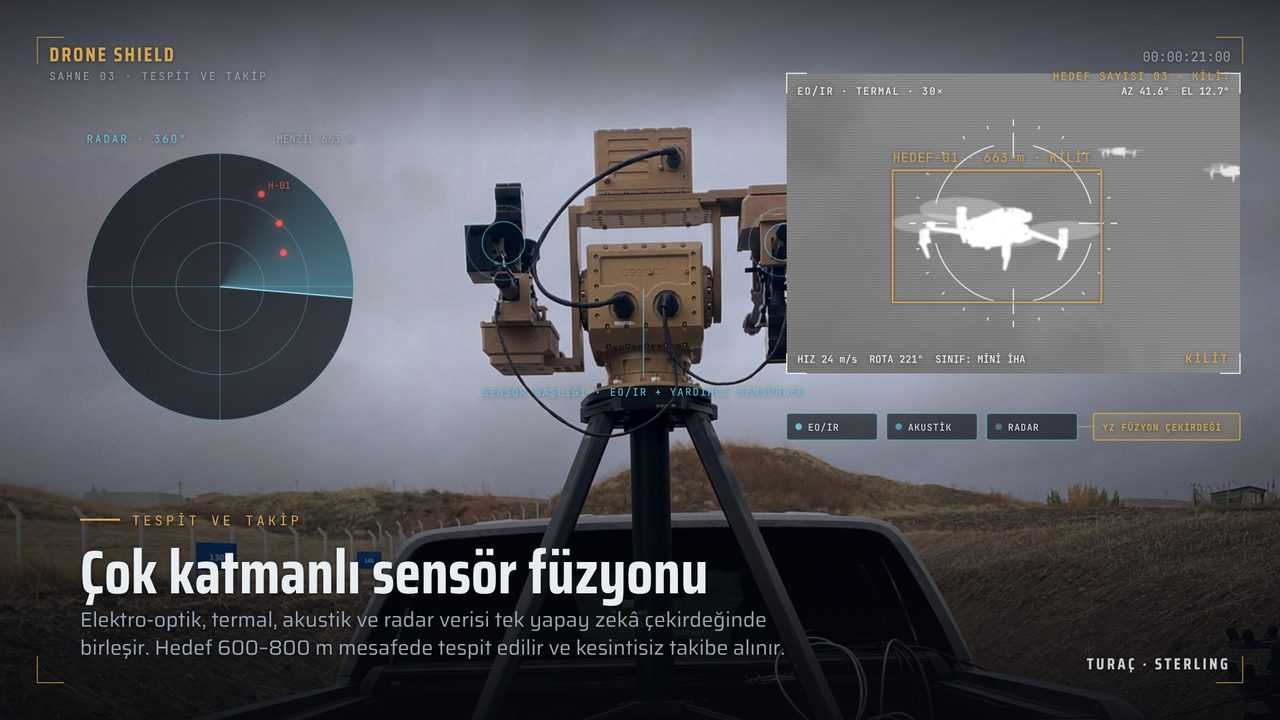 DRONE SHIELD
SAHNE 03 · TESPİT VE TAKİP
00:00:21:00
HEDEF SAYISI 03 · KİLİT
EO/IR · TERMAL · 30×
AZ 41.6° EL 12.7°
RADAR · 360°
MENZİL 663 m
H-01
HEDEF-01 · 663 m · KİLİT
HIZ 24 m/s ROTA 221° SINIF: MİNİ İHA
KİLİT
SENSÖR BAŞLIĞI · EO/IR + YARDIMCI SENSÖRLER
EO/IR
AKUSTİK
RADAR
YZ FÜZYON ÇEKİRDEĞİ
TESPİT VE TAKİP
130
Çok katmanlı sensör füzyonu
Elektro-optik, termal, akustik ve radar verisi tek yapay zekâ çekirdeğinde
birleşir. Hedef 600–800 m mesafede tespit edilir ve kesintisiz takibe alınır.
TURAÇ · STERLING